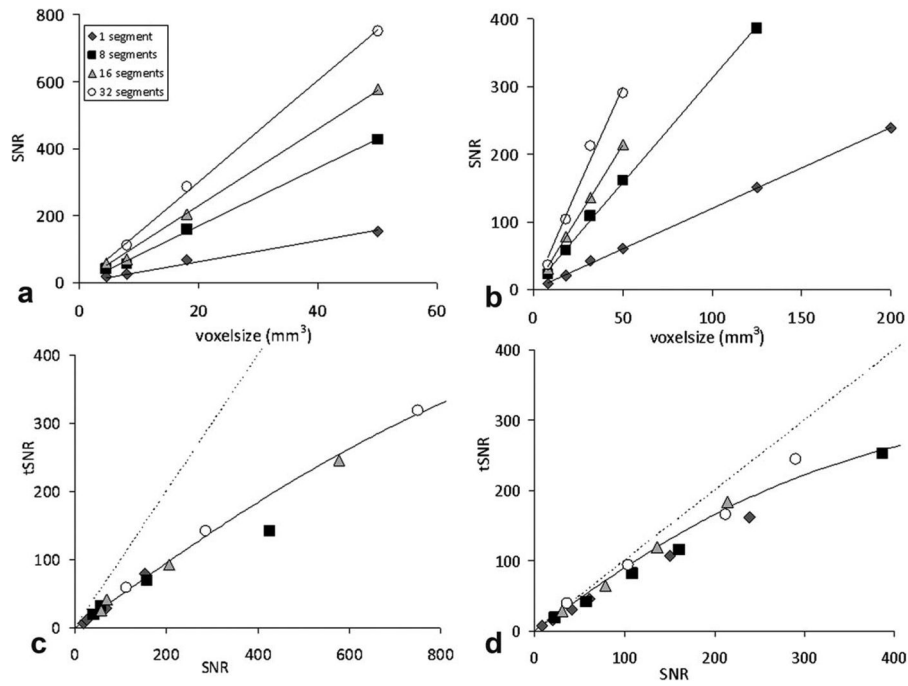 800
600
400
200
0
SNR
1 segment
8 segments
16 segments
32 segments
0 20 40 60
voxelsize (mm³)
a
400
300
200
100
0
SNR
0 50 100 150 200
voxelsize (mm³)
b
400
300
200
100
0
tSNR
0 200 400 600 800
SNR
c
400
300
200
100
0
tSNR
0 100 200 300 400
SNR
d